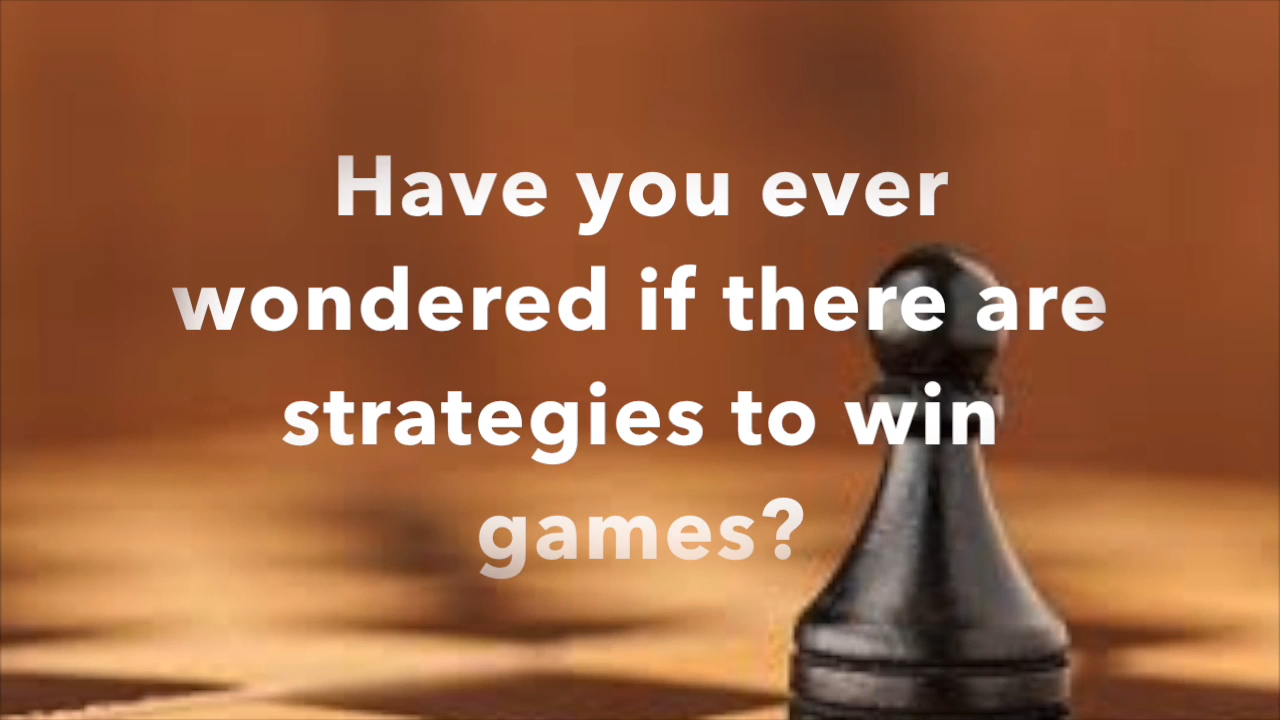 Have you ever
wondered if there are
strategies to win
games?